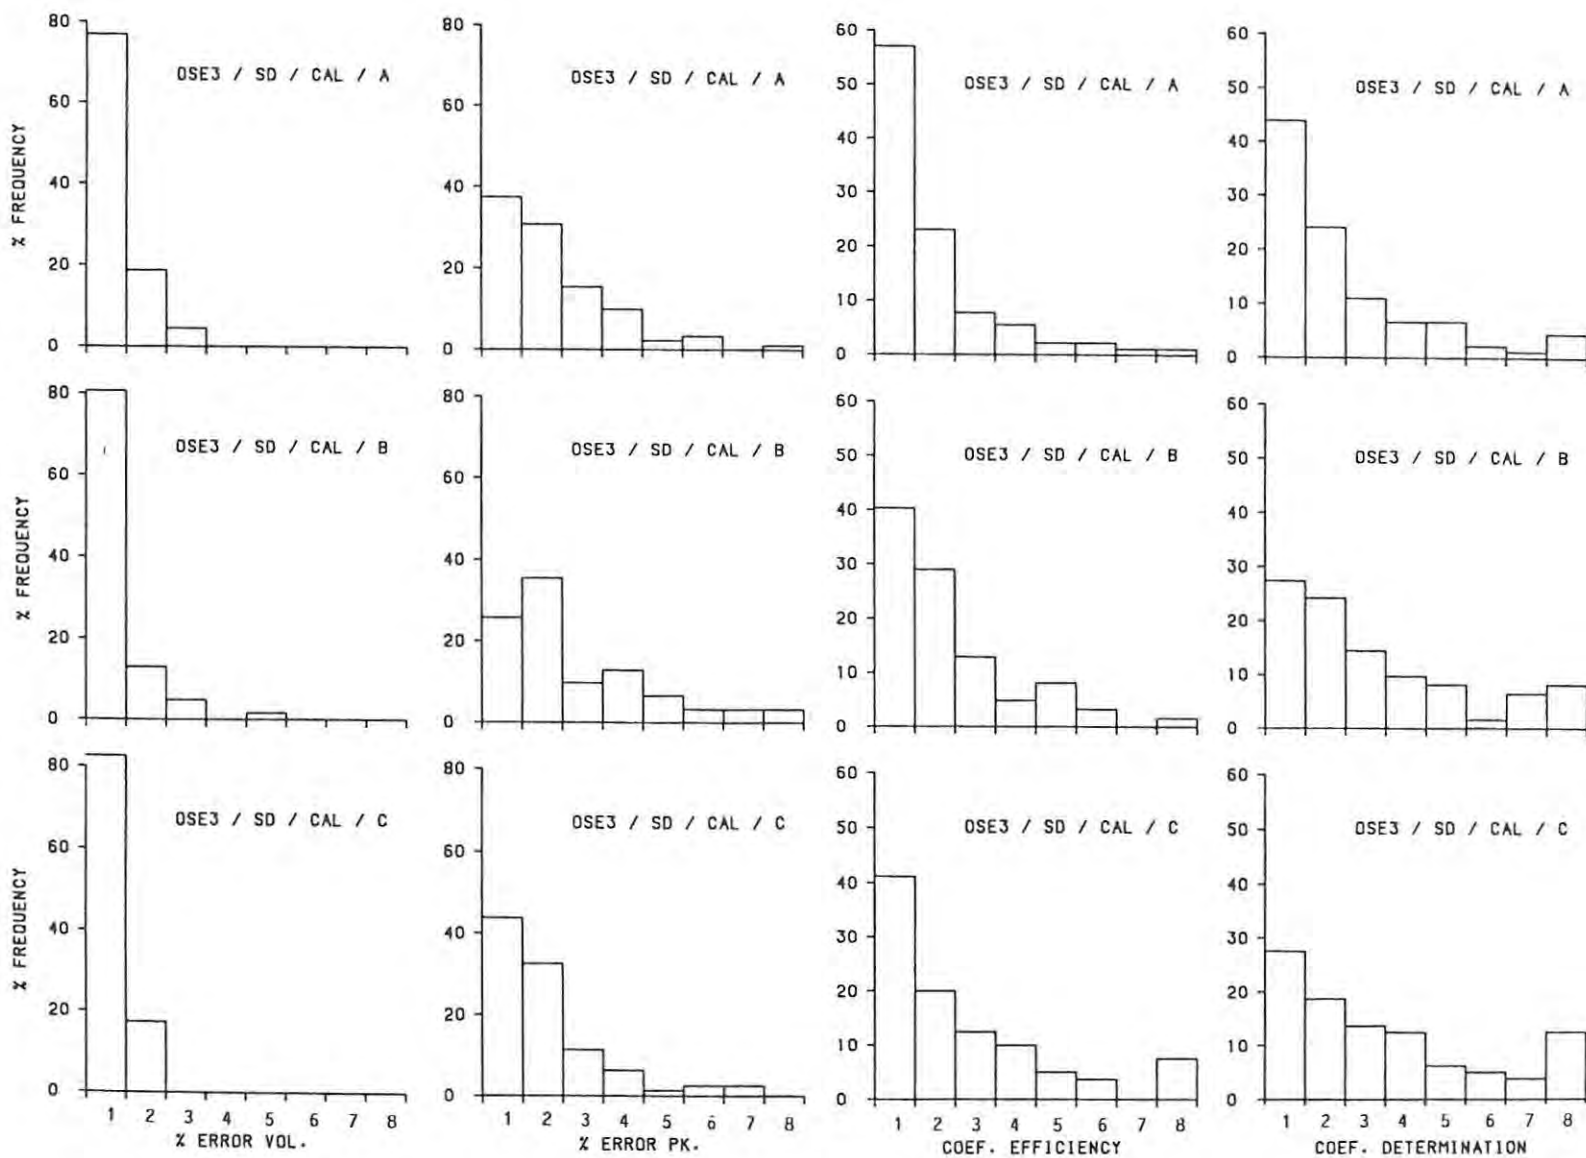 80 80 60 60
OSE3 / SD / CAL / A OSE3 / SD / CAL / A OSE3 / SD / CAL / A OSE3 / SD / CAL / A
50 50
60 60
40 40
% FREQUENCY
40 40 30 30
20 20
20 20
10 10
0 0 0 0
80 80 60 60
OSE3 / SD / CAL / B OSE3 / SD / CAL / B OSE3 / SD / CAL / B OSE3 / SD / CAL / B
50 50
60 60
40 40
% FREQUENCY
40 40 30 30
20 20
20 20
10 10
0 0 0 0
80 80 60 60
OSE3 / SD / CAL / C OSE3 / SD / CAL / C OSE3 / SD / CAL / C OSE3 / SD / CAL / C
50 50
60 60
40 40
% FREQUENCY
40 40 30 30
20 20
20 20
10 10
0 0 0 0
1 2 3 4 5 6 7 8 1 2 3 4 5 6 7 8 1 2 3 4 5 6 7 8 1 2 3 4 5 6 7 8
% ERROR VOL. % ERROR PK. COEF. EFFICIENCY COEF. DETERMINATION